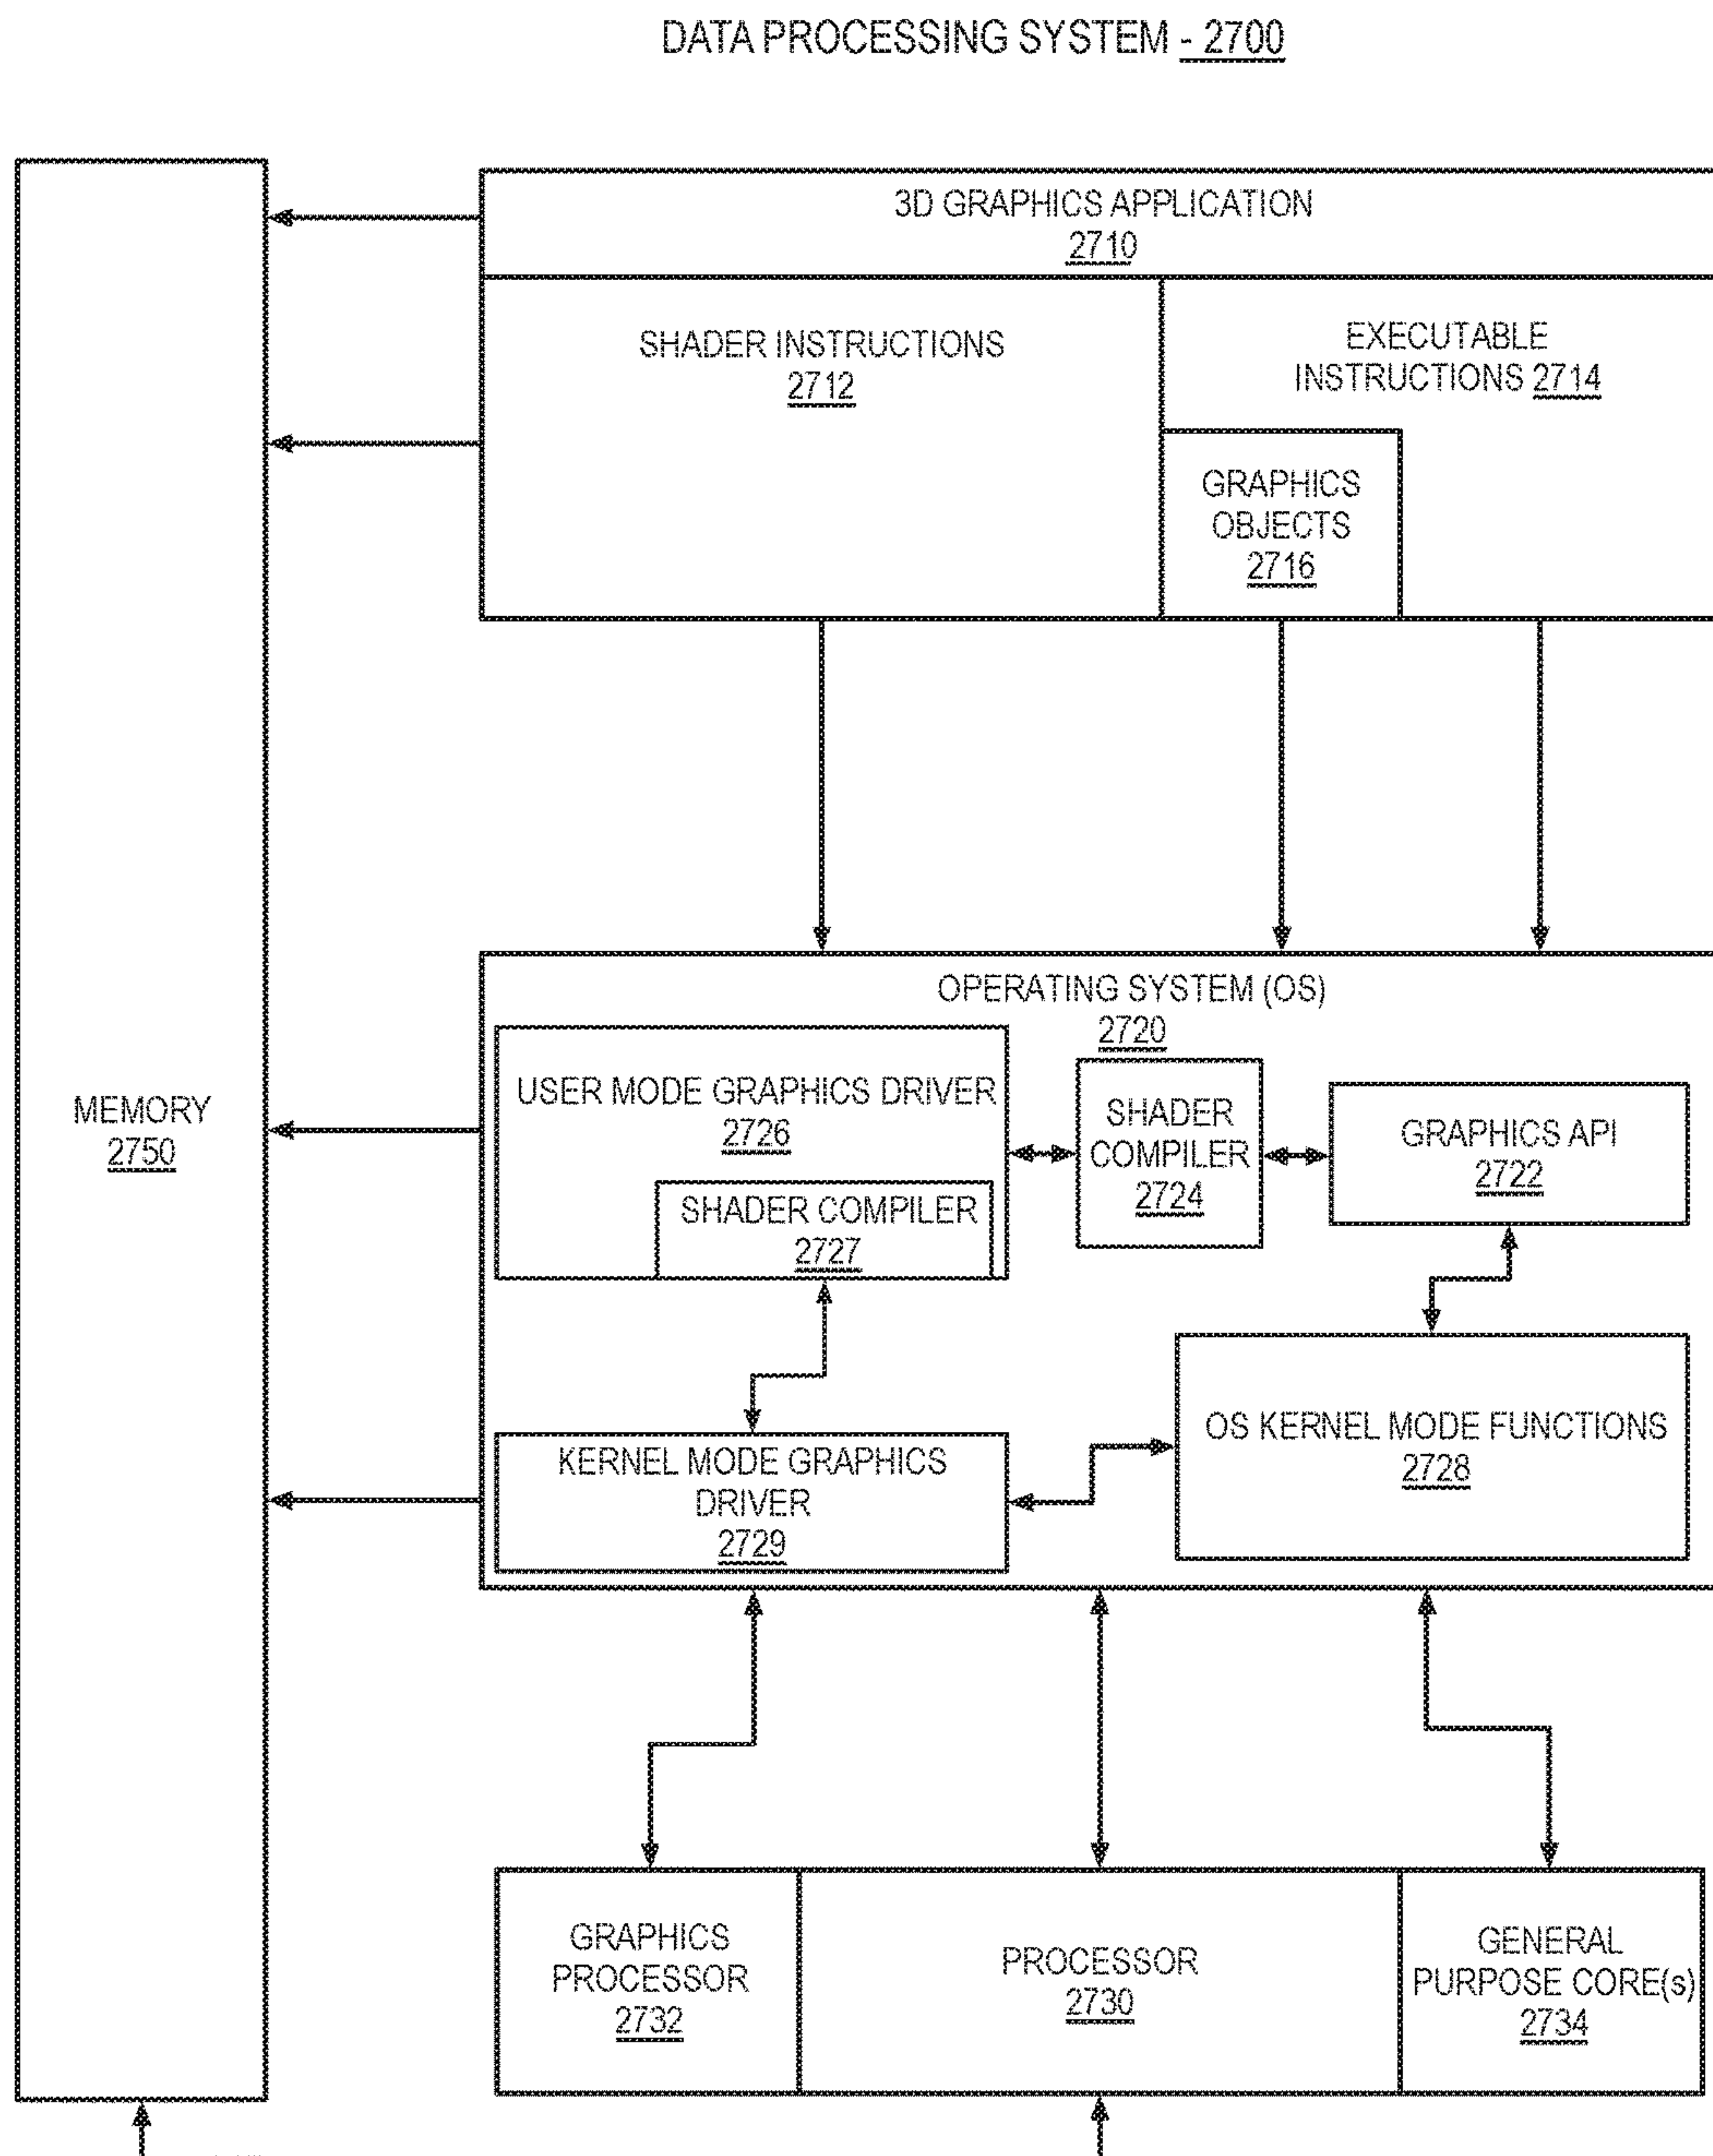 DATA PROCESSING SYSTEM - 2700
3D GRAPHICS APPLICATION
2710
SHADER INSTRUCTIONS
2712
EXECUTABLE
INSTRUCTIONS 2714
GRAPHICS
OBJECTS
2716
OPERATING SYSTEM (OS)
2720
USER MODE GRAPHICS DRIVER
2726
SHADER COMPILER
2727
SHADER
COMPILER
2724
GRAPHICS API
2722
MEMORY
2750
KERNEL MODE GRAPHICS
DRIVER
2729
OS KERNEL MODE FUNCTIONS
2728
GRAPHICS
PROCESSOR
2732
PROCESSOR
2730
GENERAL
PURPOSE CORE(s)
2734